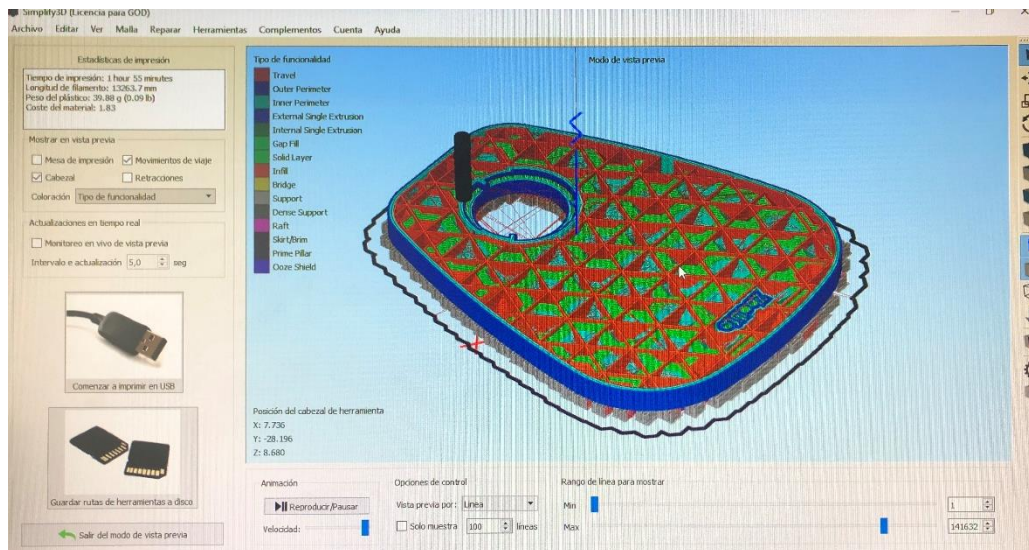 Simplify3D (Licencia para GOD)
Archivo Editar Ver Malla Reparar Herramientas Complementos Cuenta Ayuda
Estadísticas de impresión
Tiempo de impresión: 1 hour 55 minutes
Longitud de filamento: 13263.7 mm
Peso del plástico: 39.88 g (0.09 lb)
Coste del material: 1.83
Mostrar en vista previa
Mesa de impresión Movimientos de viaje
Cabezal Retracciones
Coloración Tipo de funcionalidad
Actualizaciones en tiempo real
Monitoreo en vivo de vista previa
Intervalo e actualización 5,0 seg
Comenzar a imprimir en USB
Guardar rutas de herramientas a disco
Salir del modo de vista previa
Tipo de funcionalidad
Travel
Outer Perimeter
Inner Perimeter
External Single Extrusion
Internal Single Extrusion
Gap Fill
Solid Layer
Infill
Bridge
Support
Dense Support
Raft
Skirt/Brim
Prime Pillar
Ooze Shield
Modo de vista previa
Posición del cabezal de herramienta
X: 7.736
Y: -28.196
Z: 8.680
Animación
Reproducir/Pausar
Velocidad:
Opciones de control
Vista previa por: Línea
Solo muestra 100 líneas
Rango de línea para mostrar
Min 1
Max 141632